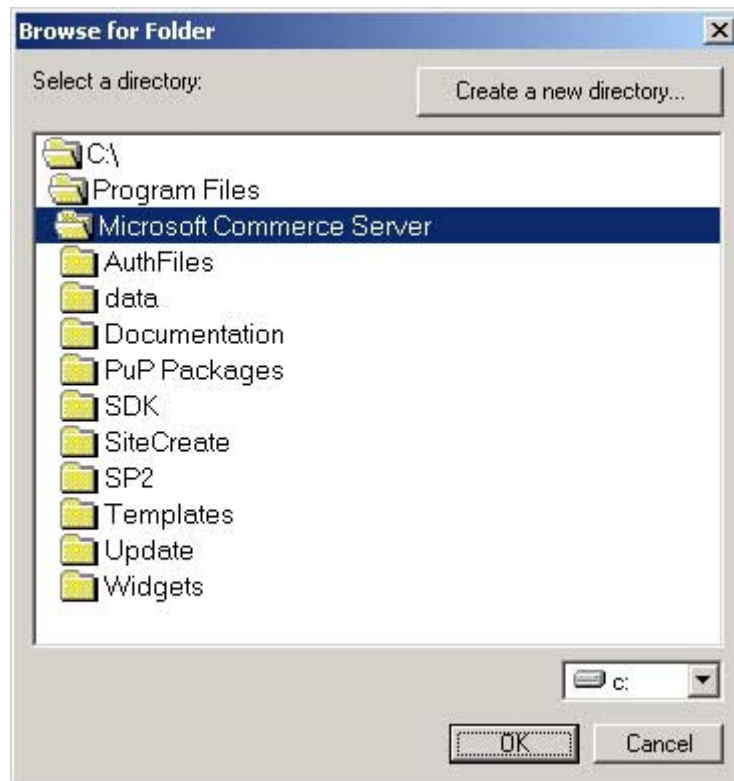 Browse for Folder
Select a directory:
Create a new directory...
C:\
Program Files
Microsoft Commerce Server
AuthFiles
data
Documentation
PuP Packages
SDK
SiteCreate
SP2
Templates
Update
Widgets
c:
OK
Cancel